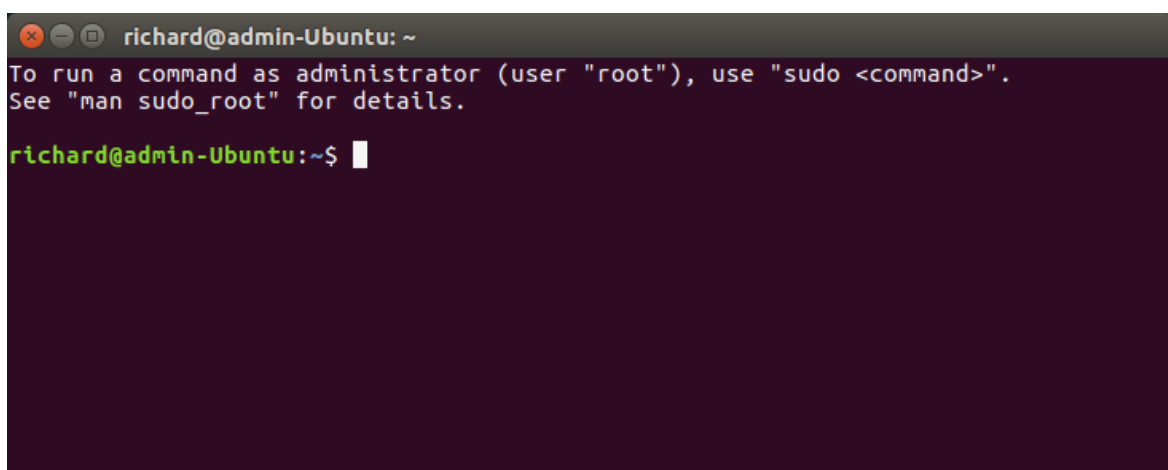 richard@admin-Ubuntu: ~
To run a command as administrator (user "root"), use "sudo <command>".
See "man sudo_root" for details.
richard@admin-Ubuntu:~$